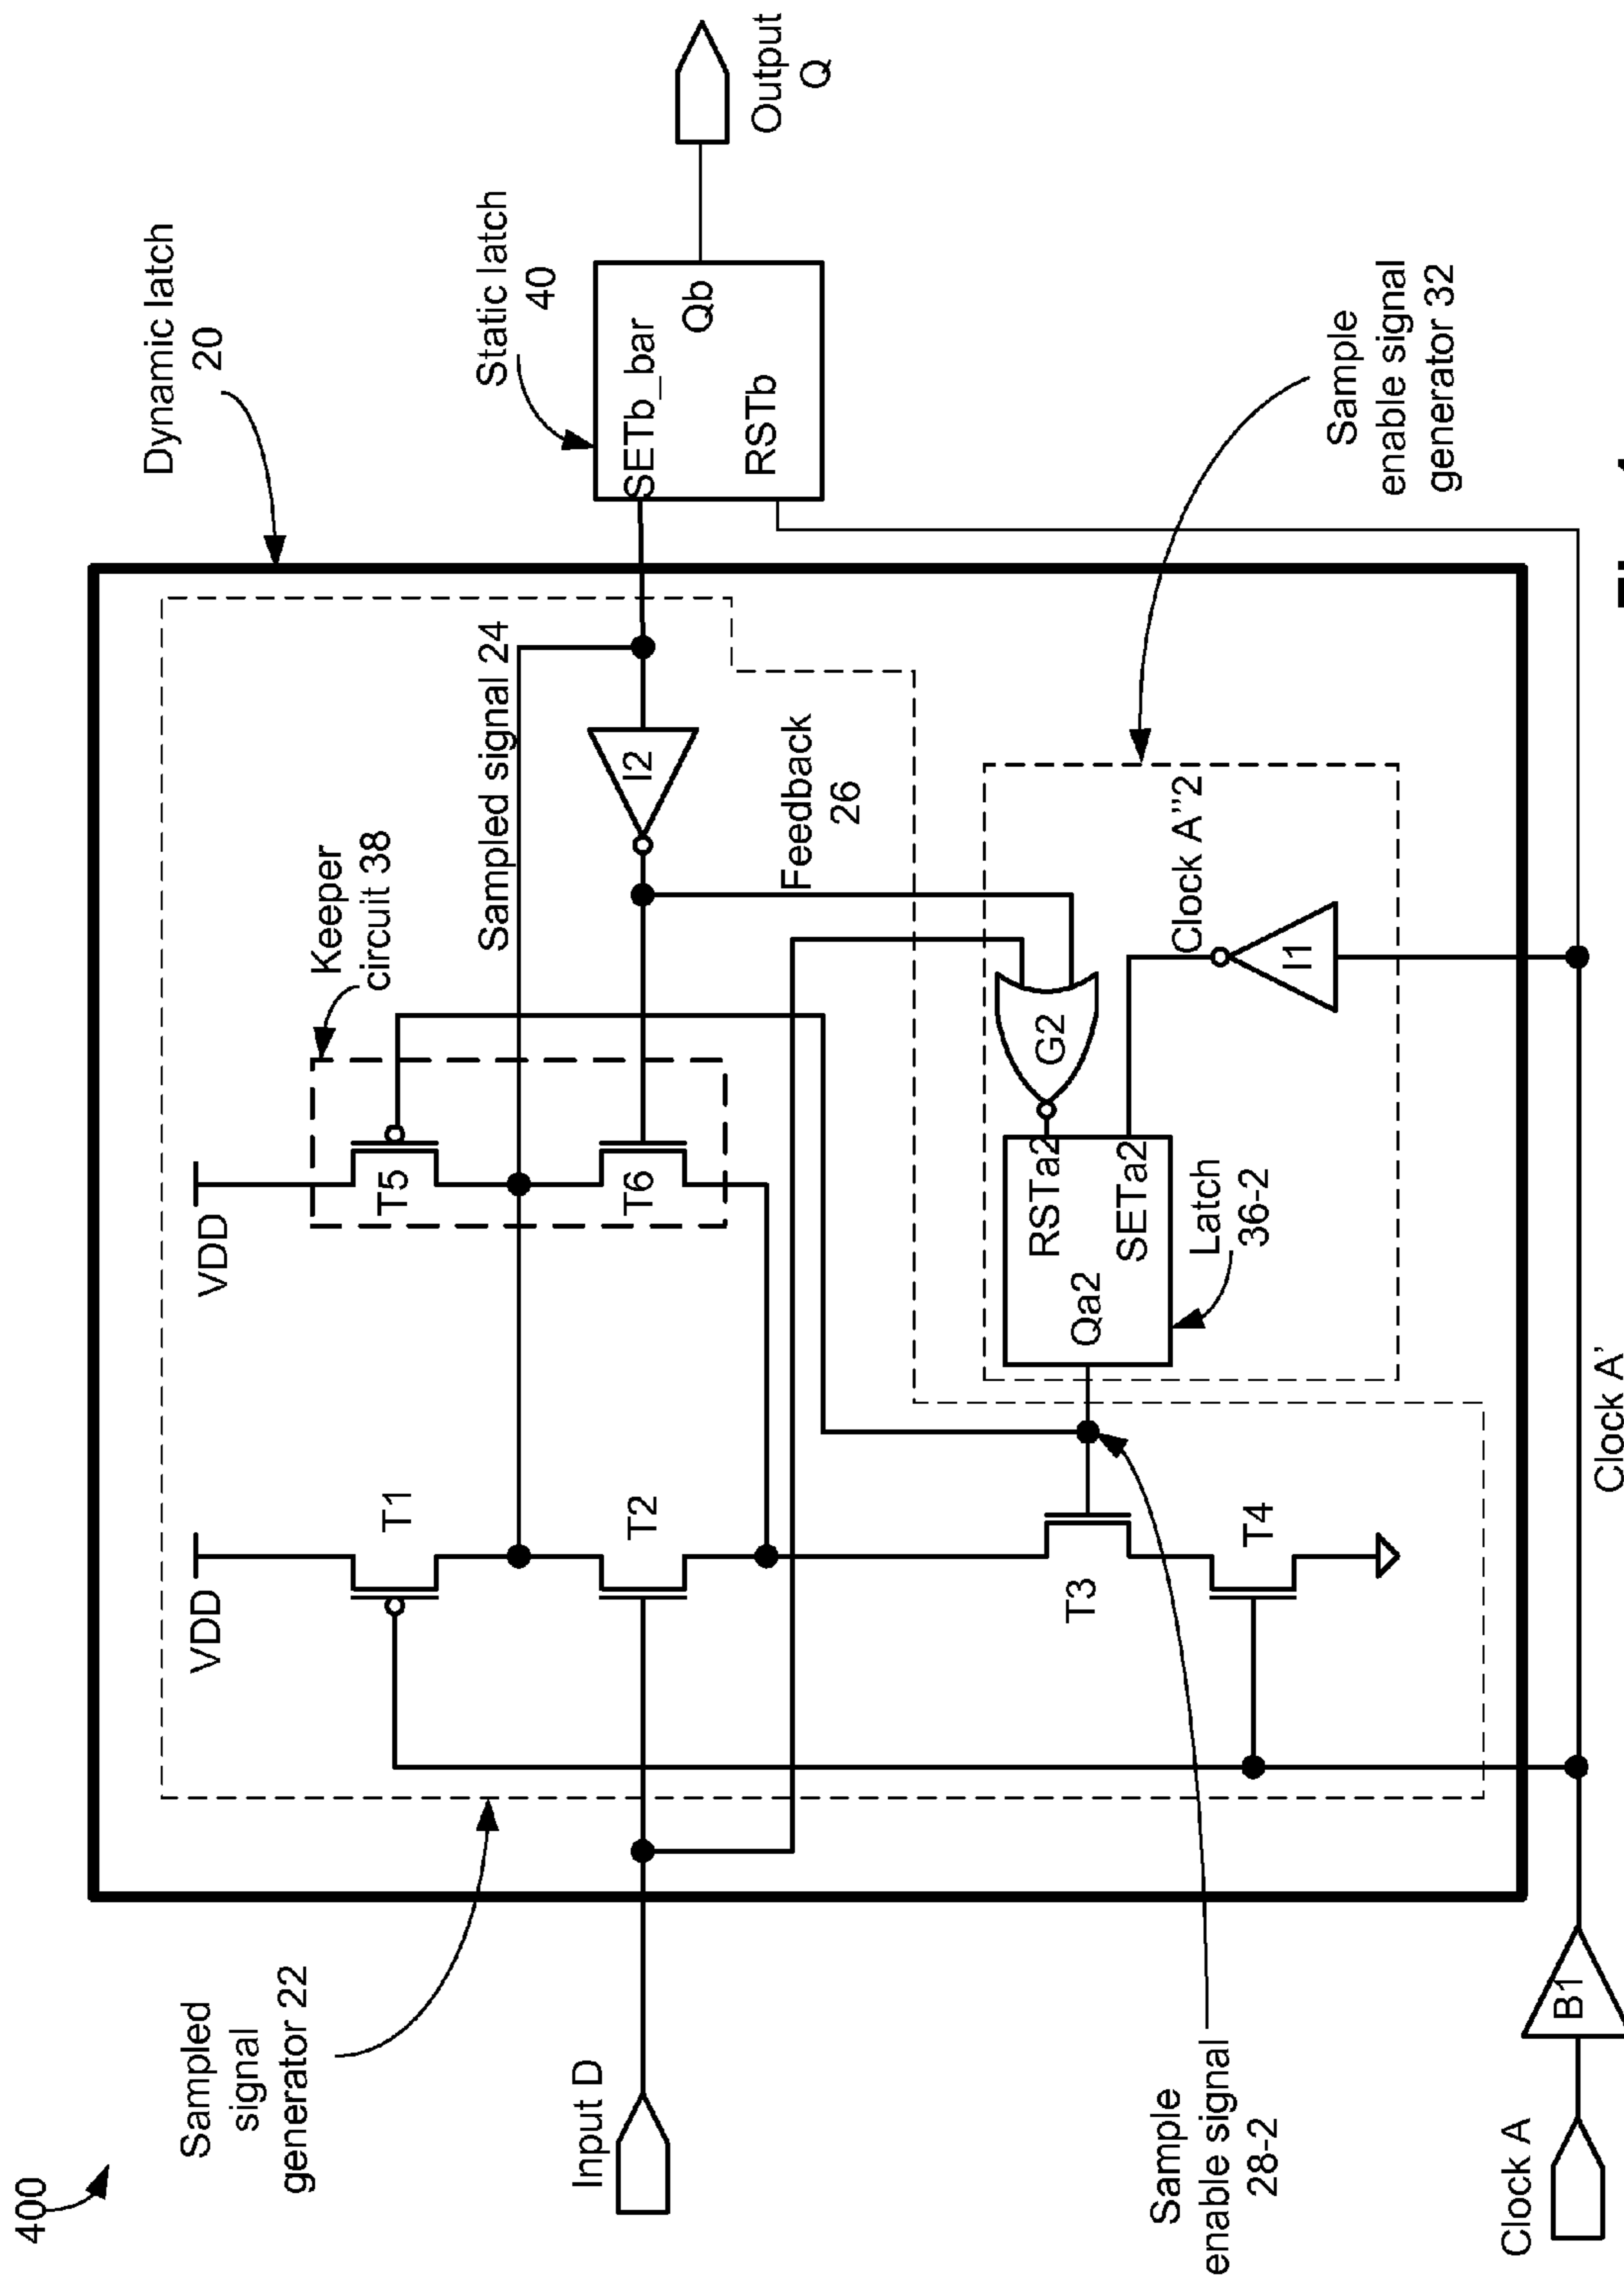 400
Dynamic latch
20
Sampled
signal
generator 22
VDD
VDD
Keeper
circuit 38
T1
T5
Sampled signal 24
Static latch
40
Input D
T2
T6
I2
SETb_bar
Qb
RSTb
Output
Q
Feedback
26
T3
T4
Qa2
RSTa2
SETa2
G2
Latch
36-2
Clock A"2
I1
Sample
enable signal
generator 32
Sample
enable signal
28-2
Clock A
B1
Clock A'